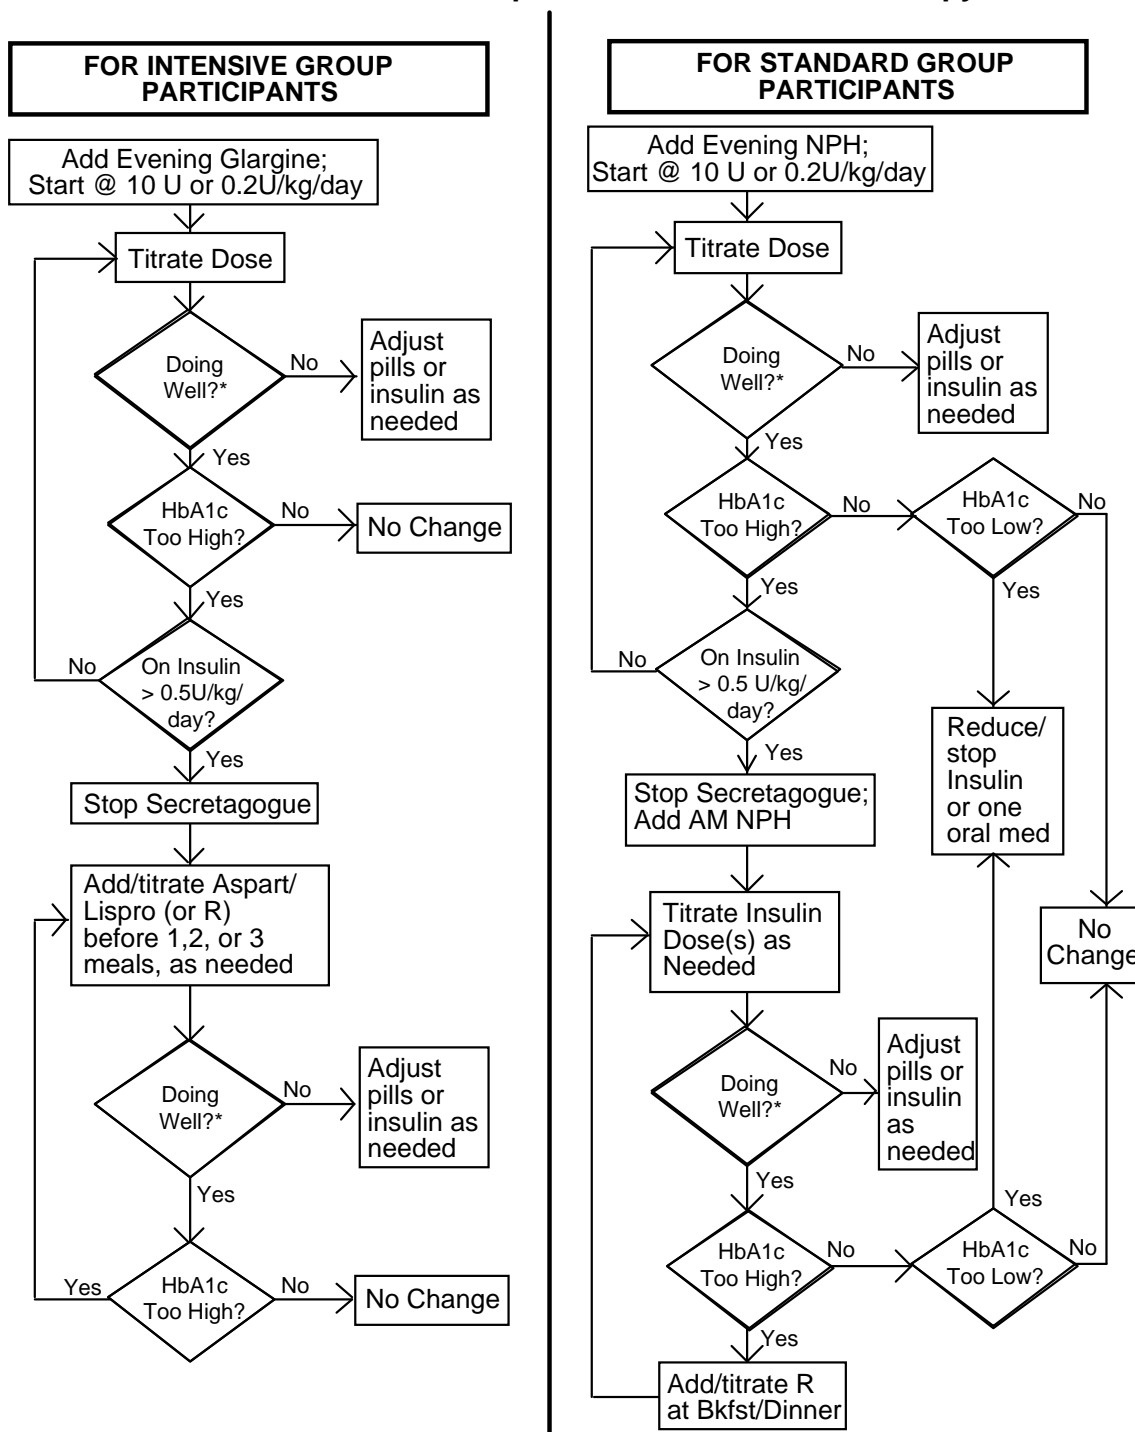 FOR INTENSIVE GROUP
PARTICIPANTS
Add Evening Glargine;
Start @ 10 U or 0.2U/kg/day
Titrate Dose
Doing
Well?*
No
Adjust
pills or
insulin as
needed
Yes
HbA1c
Too High?
No
No Change
Yes
On Insulin
> 0.5U/kg/
day?
No
Yes
Stop Secretagogue
Add/titrate Aspart/
Lispro (or R)
before 1,2, or 3
meals, as needed
Doing
Well?*
No
Adjust
pills or
insulin as
needed
Yes
HbA1c
Too High?
Yes
No
No Change
FOR STANDARD GROUP
PARTICIPANTS
Add Evening NPH;
Start @ 10 U or 0.2U/kg/day
Titrate Dose
Doing
Well?*
No
Adjust
pills or
insulin as
needed
Yes
HbA1c
Too High?
No
HbA1c
Too Low?
No
Yes
Yes
On Insulin
> 0.5 U/kg/
day?
No
Yes
Reduce/
stop
Insulin
or one
oral med
Stop Secretagogue;
Add AM NPH
Titrate Insulin
Dose(s) as
Needed
No
Change
Doing
Well?*
No
Adjust
pills or
insulin
as
needed
Yes
HbA1c
Too High?
No
Yes
HbA1c
Too Low?
No
Yes
Add/titrate R
at Bkfst/Dinner